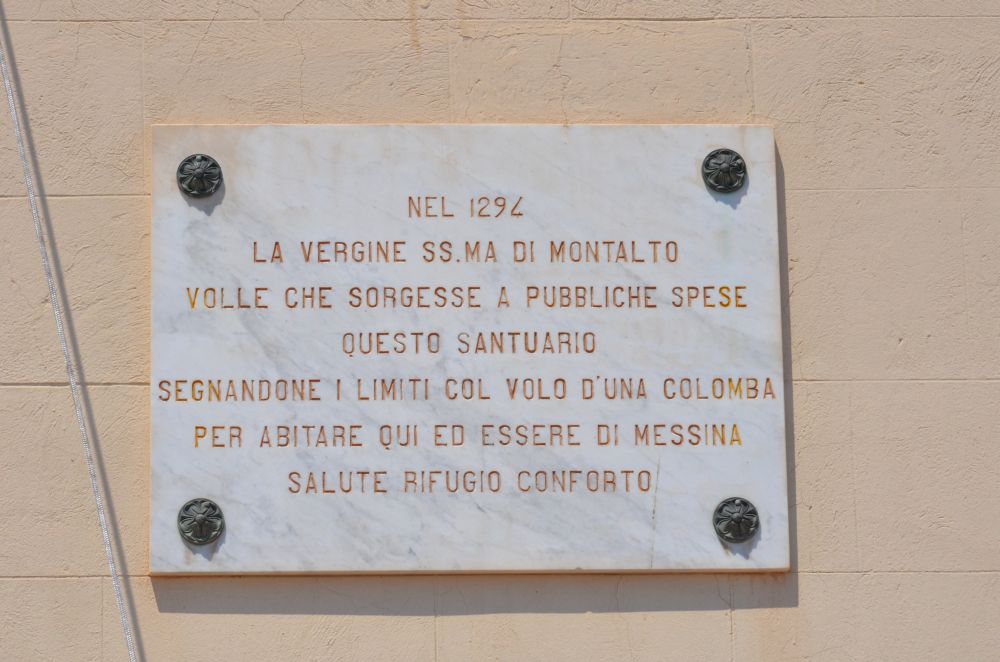 NEL 1294
LA VERGINE SS.MA DI MONTALTO
VOLLE CHE SORGESSE A PUBBLICHE SPESE
QUESTO SANTUARIO
SEGNANDONE I LIMITI COL VOLO D'UNA COLOMBA
PER ABITARE QUI ED ESSERE DI MESSINA
SALUTE RIFUGIO CONFORTO